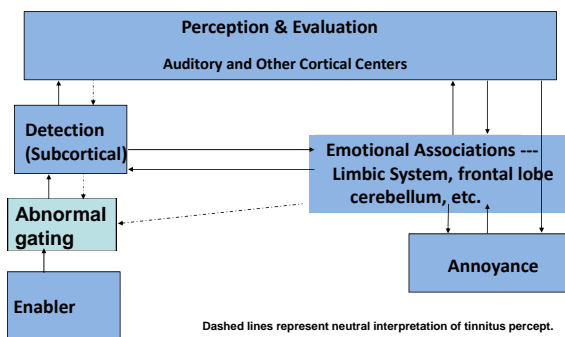 Perception & Evaluation
Auditory and Other Cortical Centers
Detection
(Subcortical)
Emotional Associations ---
Limbic System, frontal lobe
cerebellum, etc.
Abnormal
gating
Annoyance
Enabler
Dashed lines represent neutral interpretation of tinnitus percept.